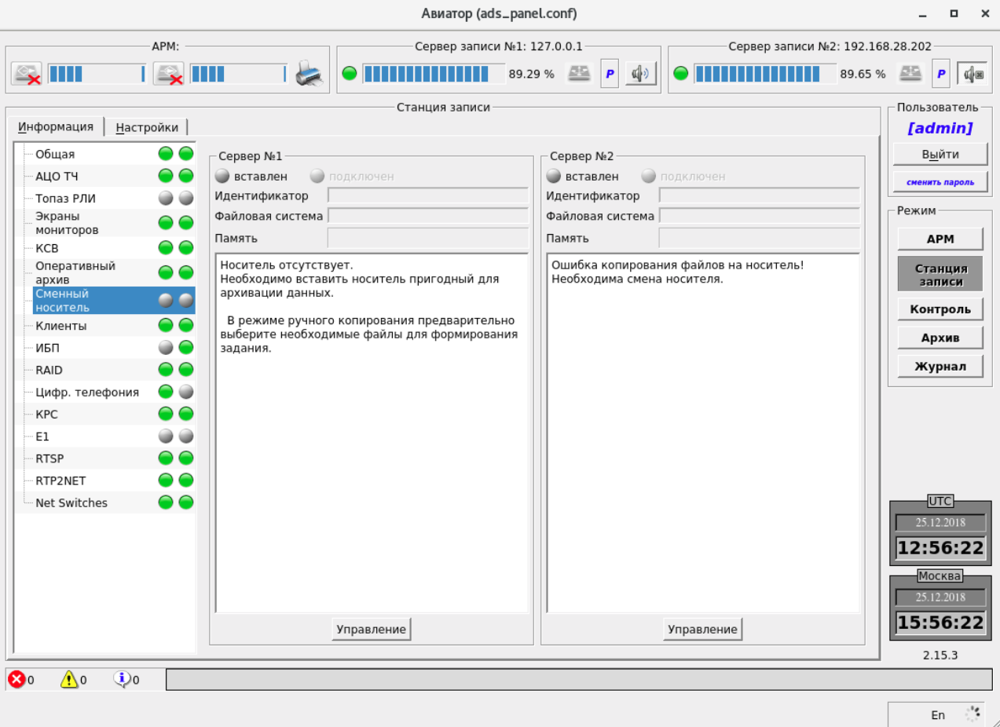 Авиатор (ads_panel.conf)
АРМ:
Сервер записи №1: 127.0.0.1
89.29 %
P
Сервер записи №2: 192.168.28.202
89.65 %
P
Станция записи
Информация
Настройки
Общая
АЦО ТЧ
Топаз РЛИ
Экраны
мониторов
КСВ
Оперативный
архив
Сменный
носитель
Клиенты
ИБП
RAID
Цифр. телефония
КРС
E1
RTSP
RTP2NET
Net Switches
Сервер №1
вставлен
подключен
Идентификатор
Файловая система
Память
Носитель отсутствует.
Необходимо вставить носитель пригодный для
архивации данных.
В режиме ручного копирования предварительно
выберите необходимые файлы для формирования
задания.
Управление
Сервер №2
вставлен
подключен
Идентификатор
Файловая система
Память
Ошибка копирования файлов на носитель!
Необходима смена носителя.
Управление
Пользователь
[admin]
Выйти
сменить пароль
Режим
АРМ
Станция
записи
Контроль
Архив
Журнал
UTC
25.12.2018
12:56:22
Москва
25.12.2018
15:56:22
2.15.3
0
0
0
En